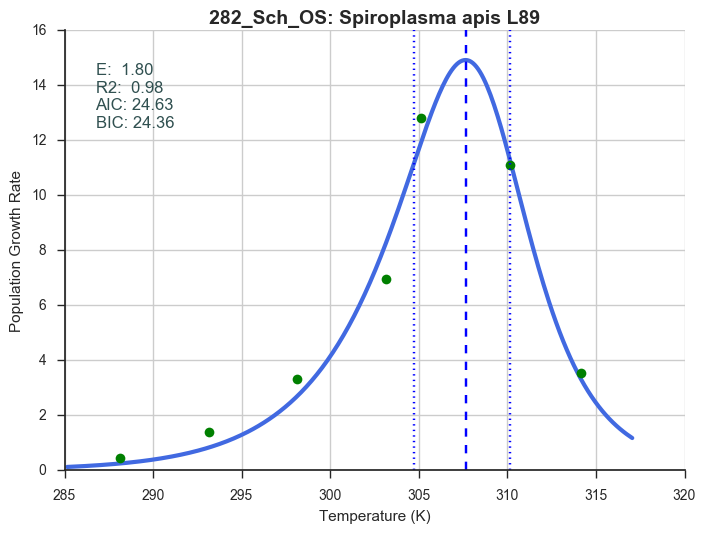 282_Sch_OS: Spiroplasma apis L89
E:  1.80
R2:  0.98
AIC: 24.63
BIC: 24.36
Population Growth Rate
16
14
12
10
8
6
4
2
0
285 290 295 300 305 310 315 320
Temperature (K)